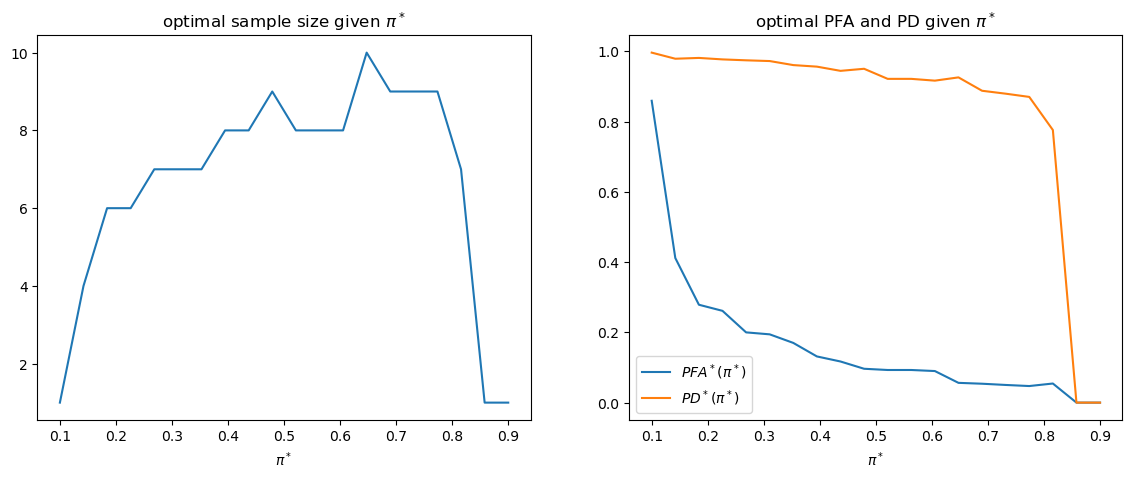 optimal sample size given π*
10
8
6
4
2
0.1 0.2 0.3 0.4 0.5 0.6 0.7 0.8 0.9
π*
optimal PFA and PD given π*
1.0
0.8
0.6
0.4
0.2
0.0
PFA*(π*)
PD*(π*)
0.1 0.2 0.3 0.4 0.5 0.6 0.7 0.8 0.9
π*